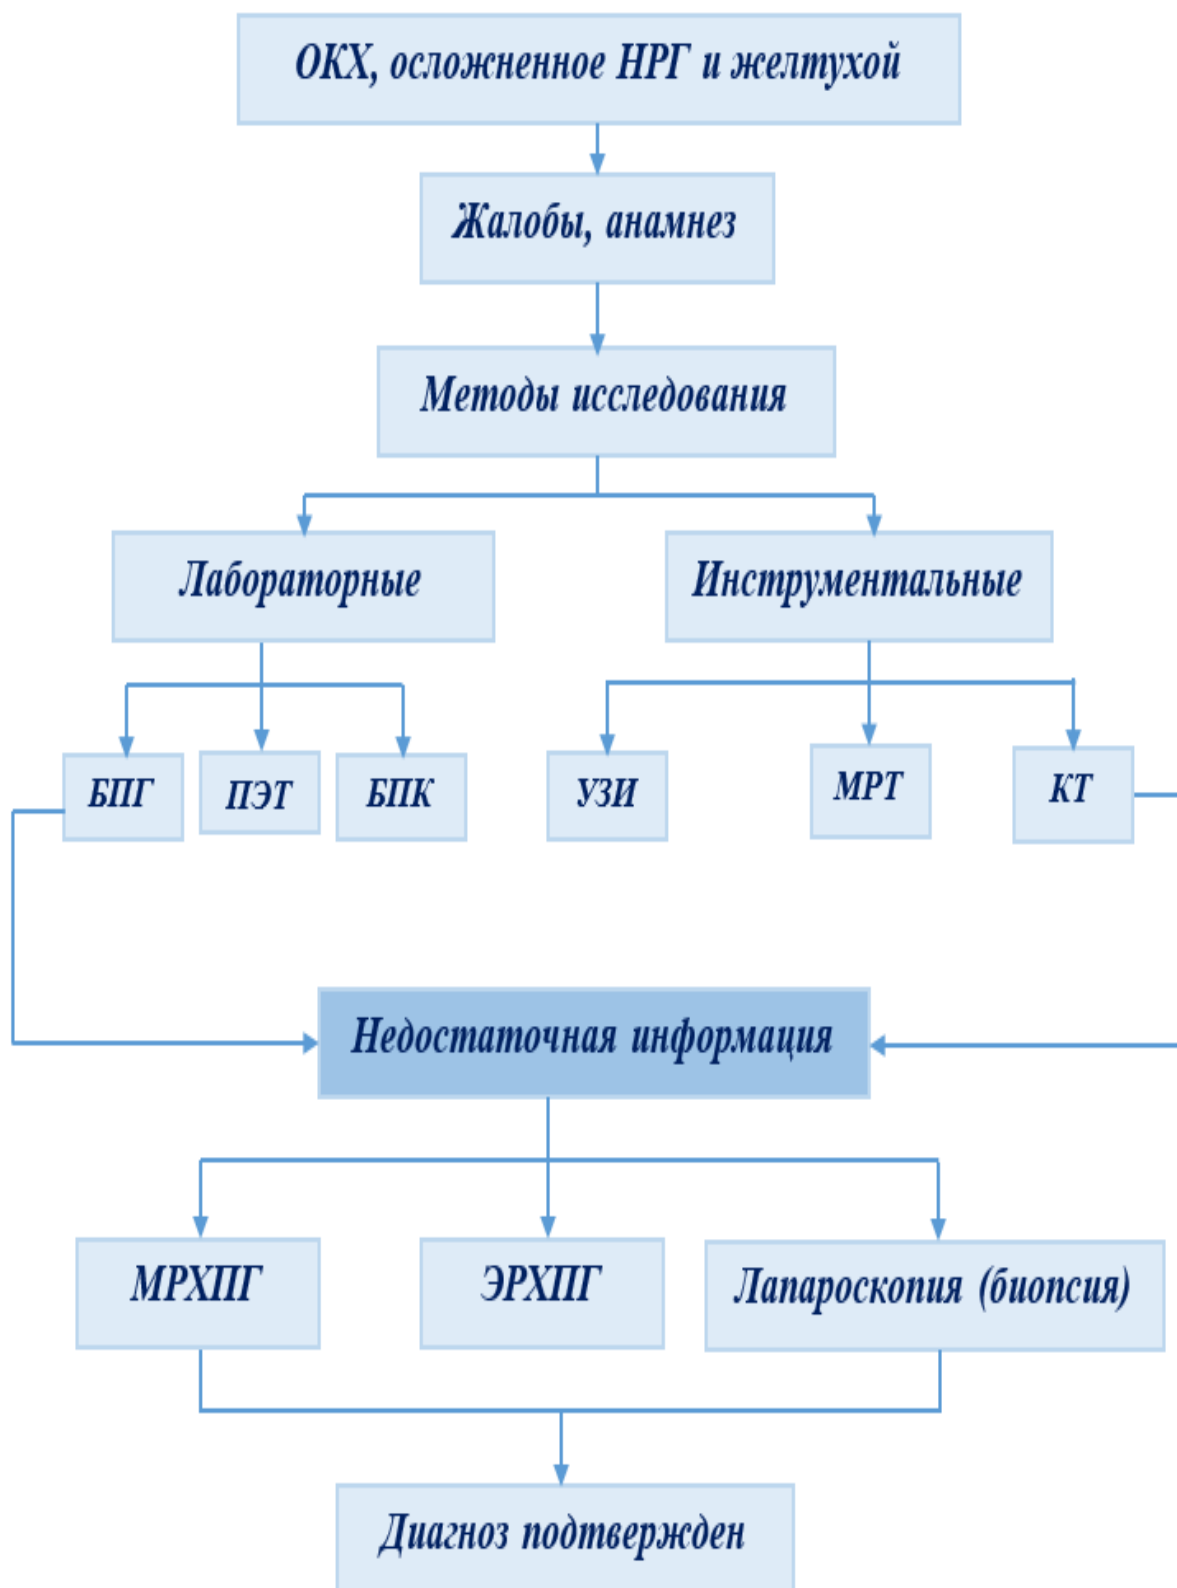 ОКХ, осложненное НРГ и желтухой
Жалобы, анамнез
Методы исследования
Лабораторные
Инструментальные
БПГ
ПЭТ
БПК
УЗИ
МРТ
КТ
Недостаточная информация
МРХПГ
ЭРХПГ
Лапароскопия (биопсия)
Диагноз подтвержден